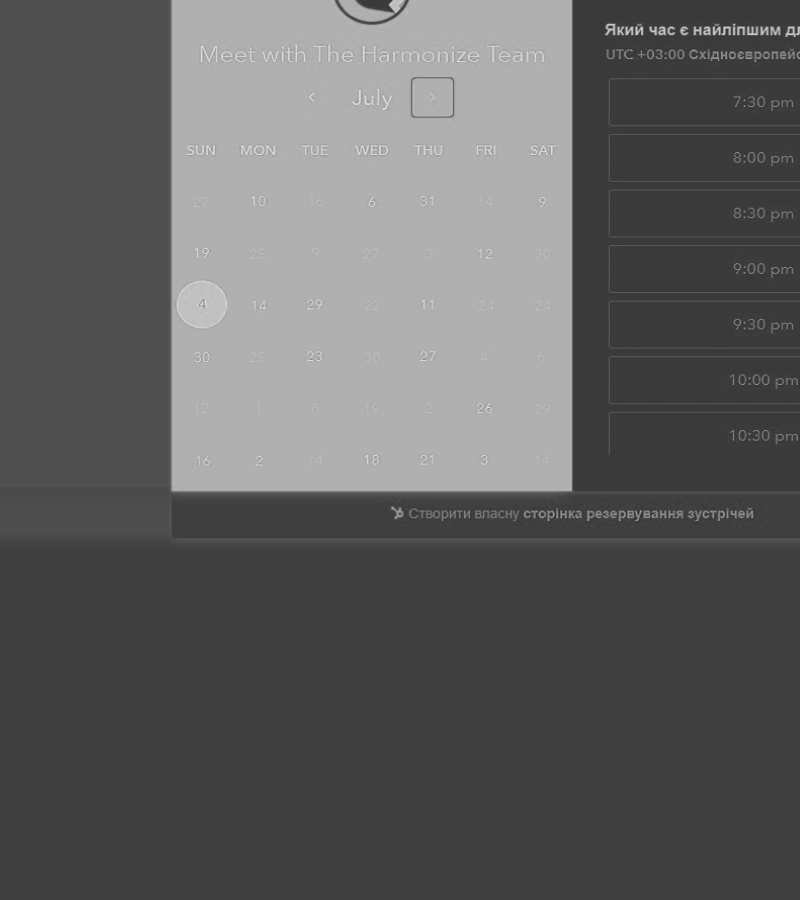 Meet with The Harmonize Team
July
SUN MON TUE WED THU FRI SAT
27 10 16 6 31 14 9
19 25 9 27 3 12 30
4 14 29 22 11 24 24
30 25 23 30 27 4 6
12 1 8 19 2 26 29
16 2 14 18 21 3 14
Який час є найліпшим
UTC +03:00
7:30 pm
8:00 pm
8:30 pm
9:00 pm
9:30 pm
10:00 pm
10:30 pm
Створити власну сторінка резервування зустрічей